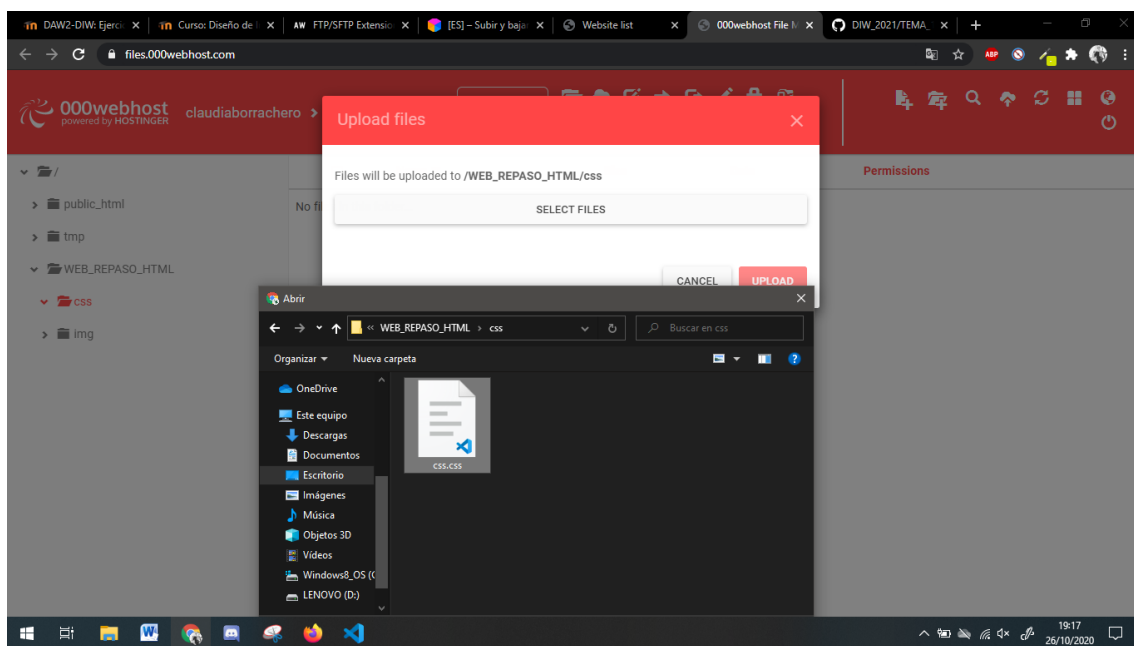 DAW2-DIW: Ejerci
Curso: Diseño de
AW FTP/SFTP Extensio
[ES] – Subir y baja
Website list
000webhost File M
DIW_2021/TEMA_
files.000webhost.com
ABP
000webhost
powered by HOSTINGER
claudiaborrachero >
Upload files
Files will be uploaded to /WEB_REPASO_HTML/css
SELECT FILES
CANCEL
UPLOAD
Permissions
/
public_html
tmp
WEB_REPASO_HTML
css
img
No fi
Abrir
« WEB_REPASO_HTML > css
Buscar en css
Organizar
Nueva carpeta
OneDrive
Este equipo
Descargas
Documentos
Escritorio
Imágenes
Música
Objetos 3D
Vídeos
Windows8_OS (C
LENOVO (D:)
css.css
19:17
26/10/2020